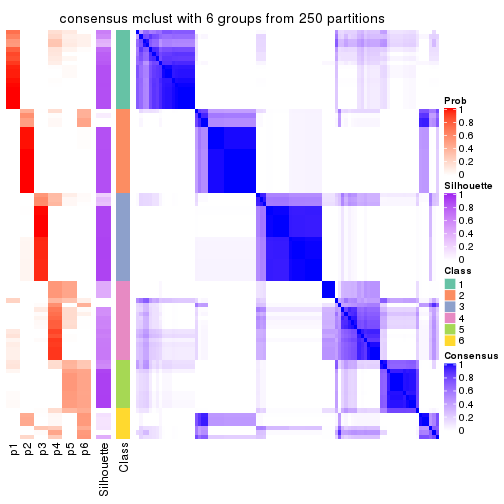 consensus mclust with 6 groups from 250 partitions
Prob
1
0.8
0.6
0.4
0.2
0
Silhouette
1
0.8
0.6
0.4
0.2
0
Class
1
2
3
4
5
6
Consensus
1
0.8
0.6
0.4
0.2
0
p1
p2
p3
p4
p5
p6
Silhouette
Class